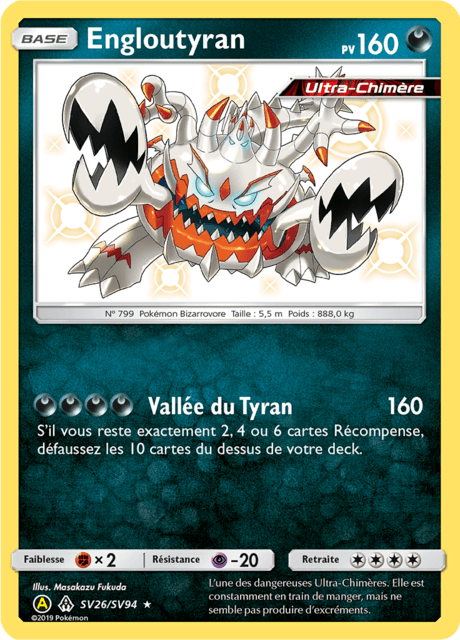 BASE Engloutyran PV160
Ultra-Chimère
N° 799 Pokémon Bizarrovore Taille : 5,5 m Poids : 888,0 kg
Vallée du Tyran 160
S'il vous reste exactement 2, 4 ou 6 cartes Récompense,
défaussez les 10 cartes du dessus de votre deck.
Faiblesse ×2 Résistance -20 Retraite
Illus. Masakazu Fukuda
A SV26/SV94 ★
©2019 Pokémon
L'une des dangereuses Ultra-Chimères. Elle est
constamment en train de manger, mais ne
semble pas produire d'excréments.